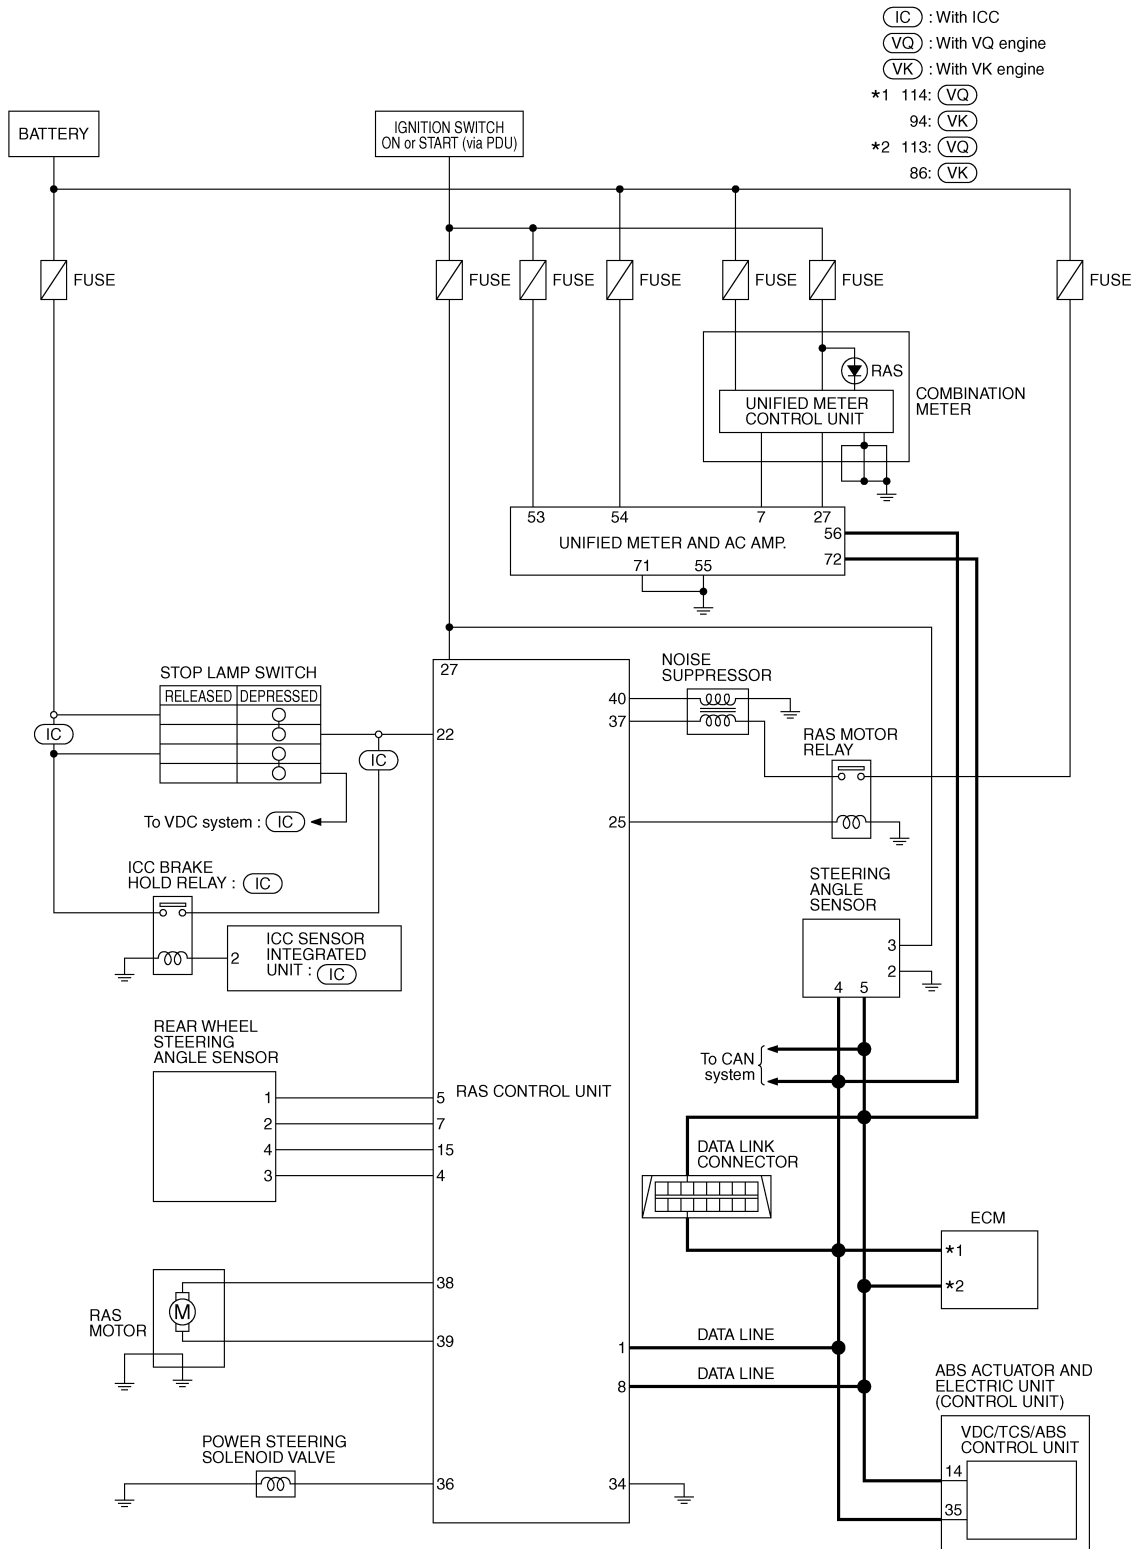 IC : With ICC
VQ : With VQ engine
VK : With VK engine
*1 114: VQ
94: VK
*2 113: VQ
86: VK
BATTERY
IGNITION SWITCH
ON or START (via PDU)
FUSE
FUSE
FUSE
FUSE
FUSE
FUSE
FUSE
RAS
UNIFIED METER
CONTROL UNIT
COMBINATION
METER
53
54
7
27
56
UNIFIED METER AND AC AMP.
72
71
55
STOP LAMP SWITCH
RELEASED
DEPRESSED
IC
IC
To VDC system : IC
ICC BRAKE
HOLD RELAY : IC
2
ICC SENSOR
INTEGRATED
UNIT : IC
27
22
40
37
25
NOISE
SUPPRESSOR
RAS MOTOR
RELAY
STEERING
ANGLE
SENSOR
3
2
4
5
REAR WHEEL
STEERING
ANGLE SENSOR
1
2
4
3
5
7
15
4
RAS CONTROL UNIT
To CAN
system
DATA LINK
CONNECTOR
ECM
*1
*2
RAS
MOTOR
M
38
39
1
DATA LINE
8
DATA LINE
ABS ACTUATOR AND
ELECTRIC UNIT
(CONTROL UNIT)
VDC/TCS/ABS
CONTROL UNIT
14
35
POWER STEERING
SOLENOID VALVE
36
34